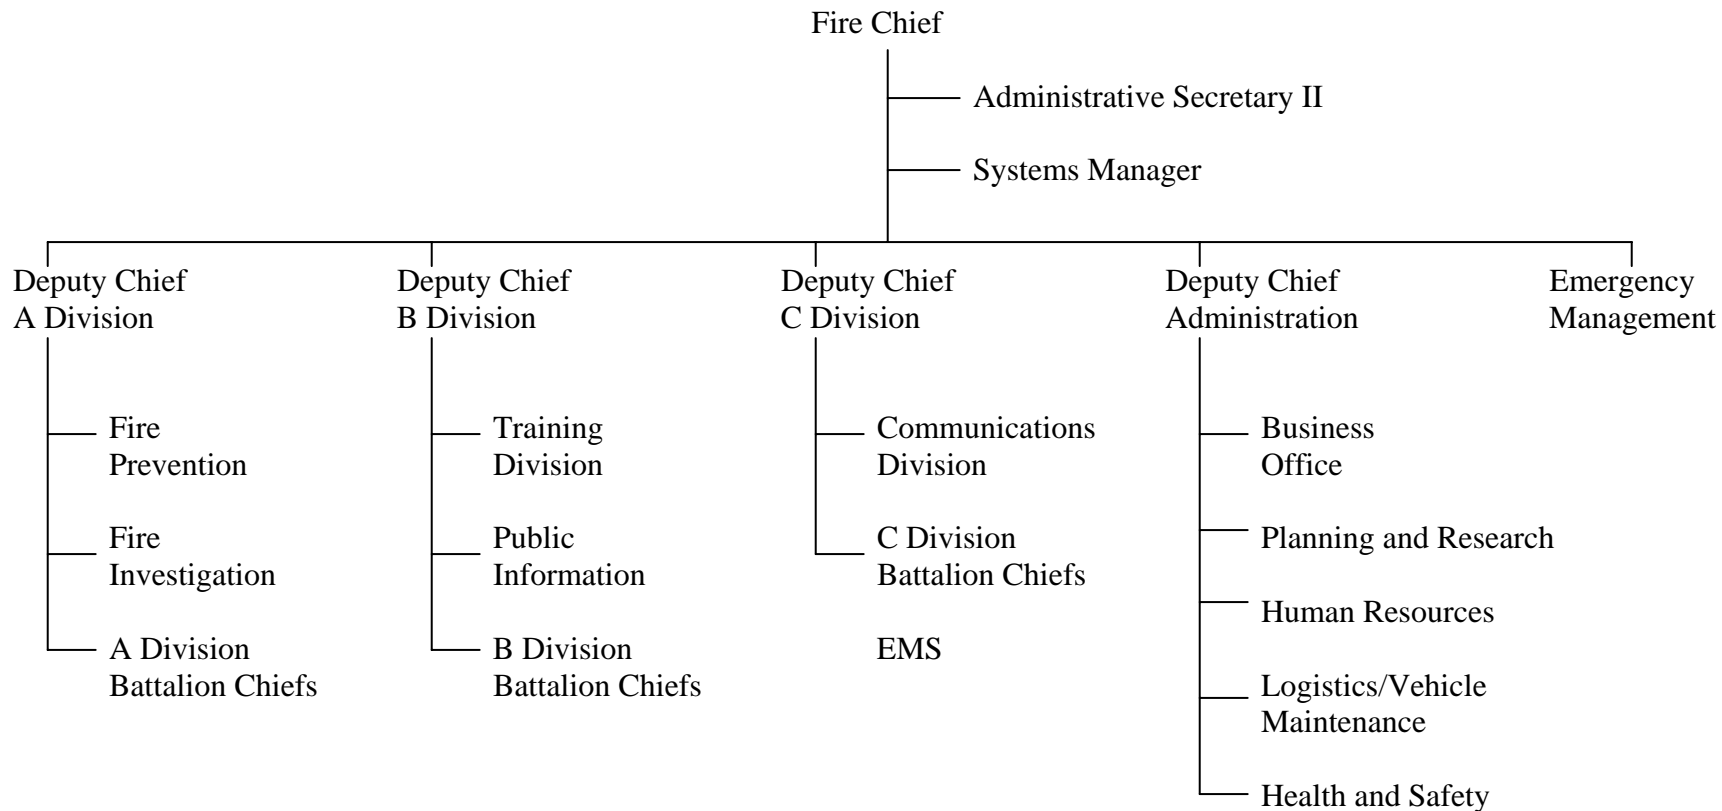 Fire Chief
Administrative Secretary II
Systems Manager
Deputy Chief
A Division
Deputy Chief
B Division
Deputy Chief
C Division
Deputy Chief
Administration
Emergency
Management
Fire
Prevention
Fire
Investigation
A Division
Battalion Chiefs
Training
Division
Public
Information
B Division
Battalion Chiefs
Communications
Division
C Division
Battalion Chiefs
EMS
Business
Office
Planning and Research
Human Resources
Logistics/Vehicle
Maintenance
Health and Safety